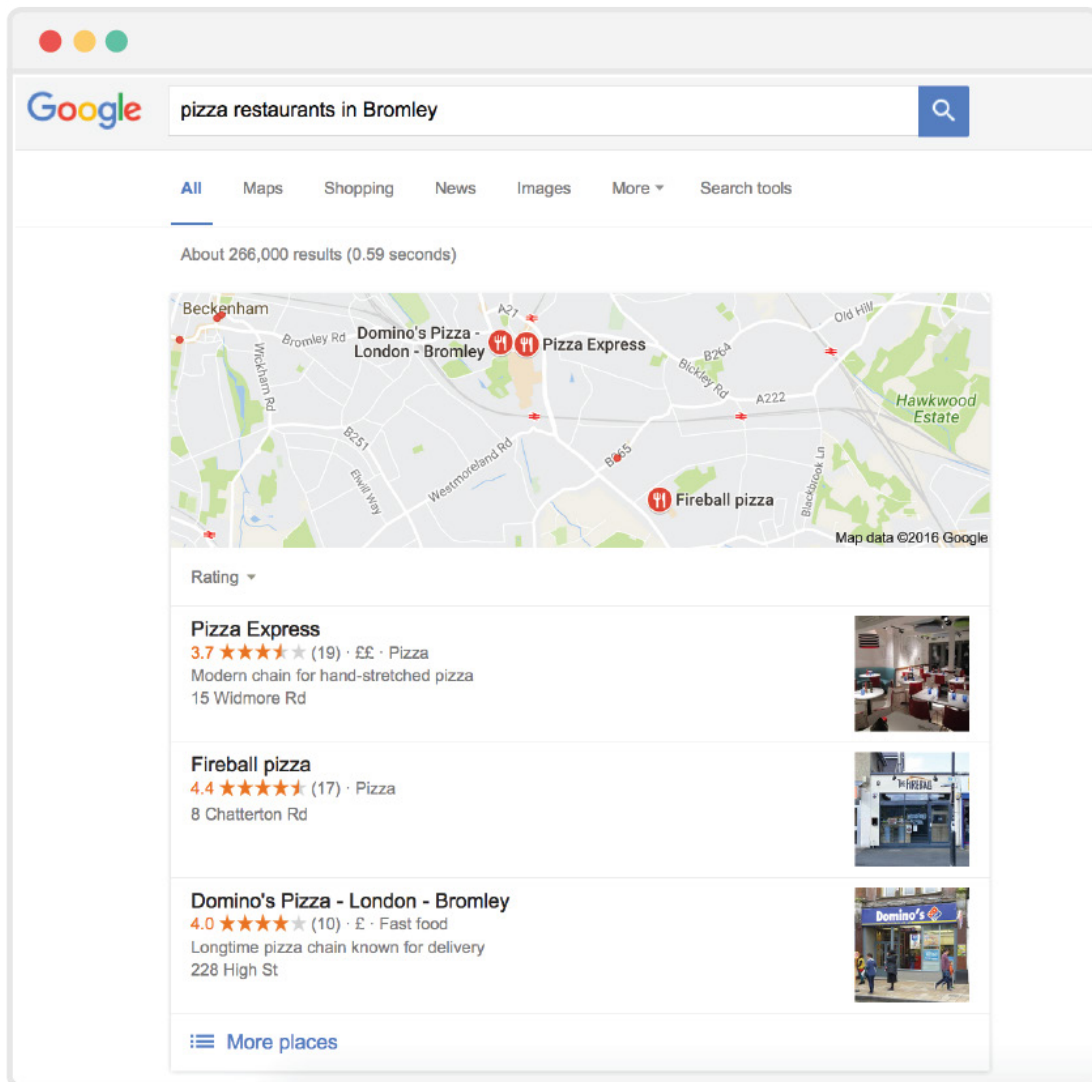 Google
pizza restaurants in Bromley
All Maps Shopping News Images More Search tools
About 266,000 results (0.59 seconds)
Beckenham
A21
Old Hill
Bromley Rd
Domino's Pizza -
London - Bromley
Pizza Express
B264
Bickley Rd
Wickham Rd
A222
Hawkwood
Estate
B251
Westmoreland Rd
B265
Elwill Way
Blackbrook Ln
Fireball pizza
Map data ©2016 Google
Rating
Pizza Express
3.7 (19) · ££ · Pizza
Modern chain for hand-stretched pizza
15 Widmore Rd
Fireball pizza
4.4 (17) · Pizza
THE FIREBALL
8 Chatterton Rd
Domino's Pizza - London - Bromley
4.0 (10) · £ · Fast food
Domino's
Longtime pizza chain known for delivery
228 High St
More places